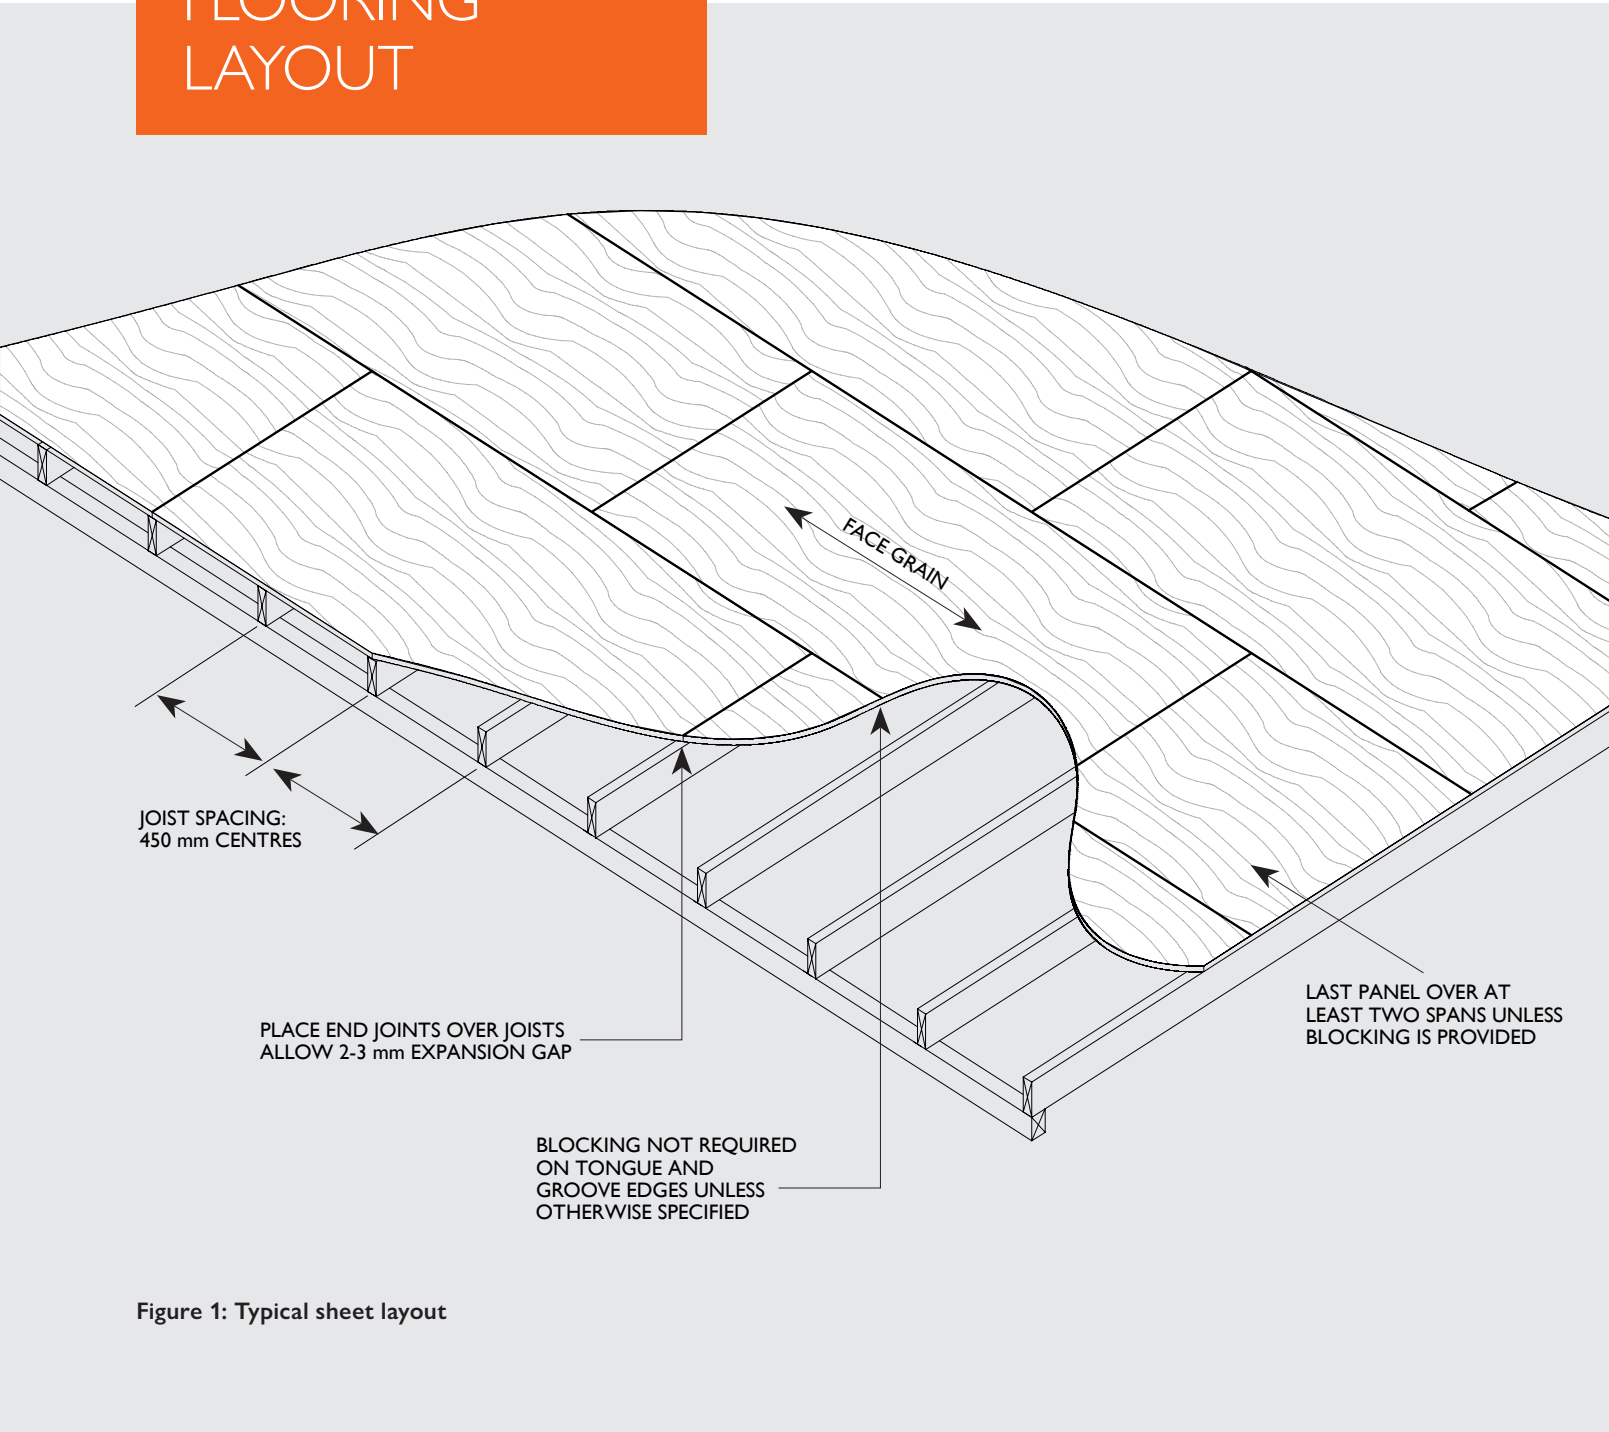 FLOORING
LAYOUT
FACE GRAIN
JOIST SPACING:
450 mm CENTRES
PLACE END JOINTS OVER JOISTS
ALLOW 2-3 mm EXPANSION GAP
LAST PANEL OVER AT
LEAST TWO SPANS UNLESS
BLOCKING IS PROVIDED
BLOCKING NOT REQUIRED
ON TONGUE AND
GROOVE EDGES UNLESS
OTHERWISE SPECIFIED
Figure 1: Typical sheet layout